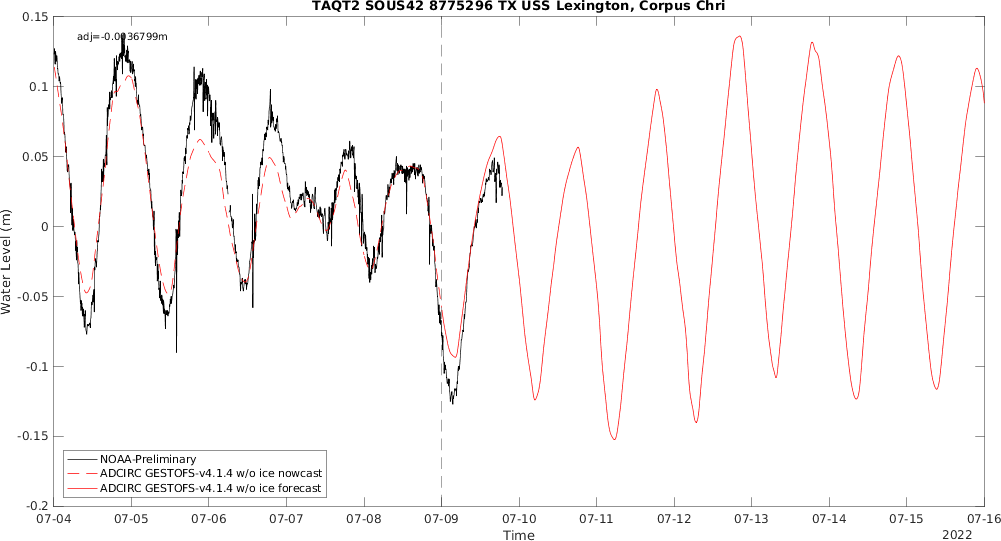 TAQT2 SOUS42 8775296 TX USS Lexington, Corpus Chri
adj=-0.0036799m
0.15
0.1
0.05
0
-0.05
-0.1
-0.15
-0.2
Water Level (m)
NOAA-Preliminary
ADCIRC GESTOFS-v4.1.4 w/o ice nowcast
ADCIRC GESTOFS-v4.1.4 w/o ice forecast
07-04 07-05 07-06 07-07 07-08 07-09 07-10 07-11 07-12 07-13 07-14 07-15 07-16
Time
2022